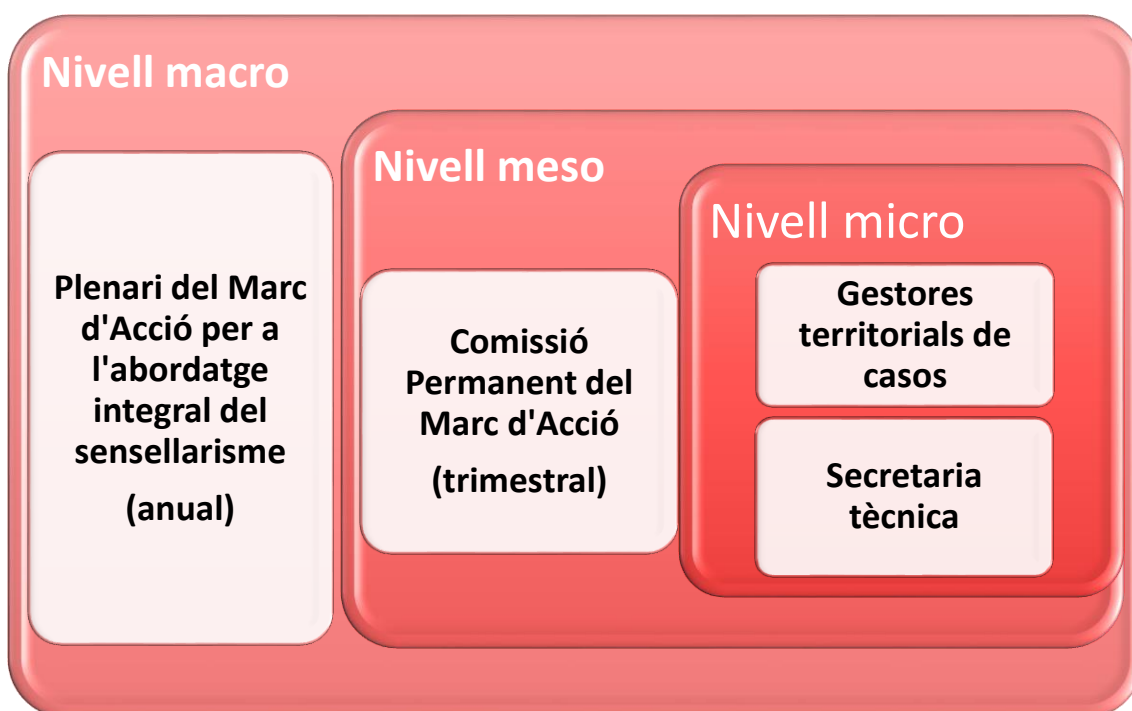 Nivell macro
Plenari del Marc
d'Acció per a
l'abordatge
integral del
sensellarisme
(anual)
Nivell meso
Comissió
Permanent del
Marc d'Acció
(trimestral)
Nivell micro
Gestores
territorials de
casos
Secretaria
tècnica